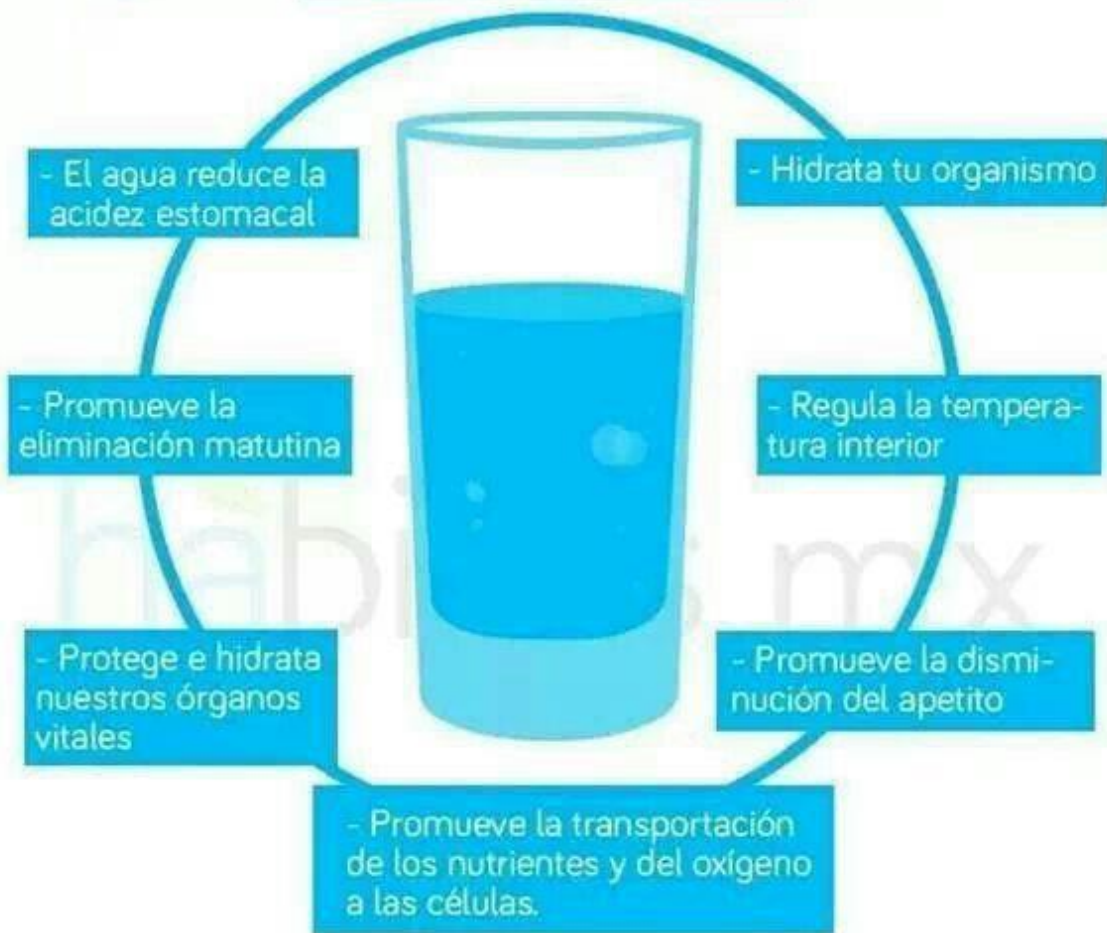 - El agua reduce la
acidez estomacal
- Hidrata tu organismo
- Promueve la
eliminación matutina
- Regula la tempera-
tura interior
- Protege e hidrata
nuestros órganos
vitales
- Promueve la dismi-
nución del apetito
- Promueve la transportación
de los nutrientes y del oxígeno
a las células.